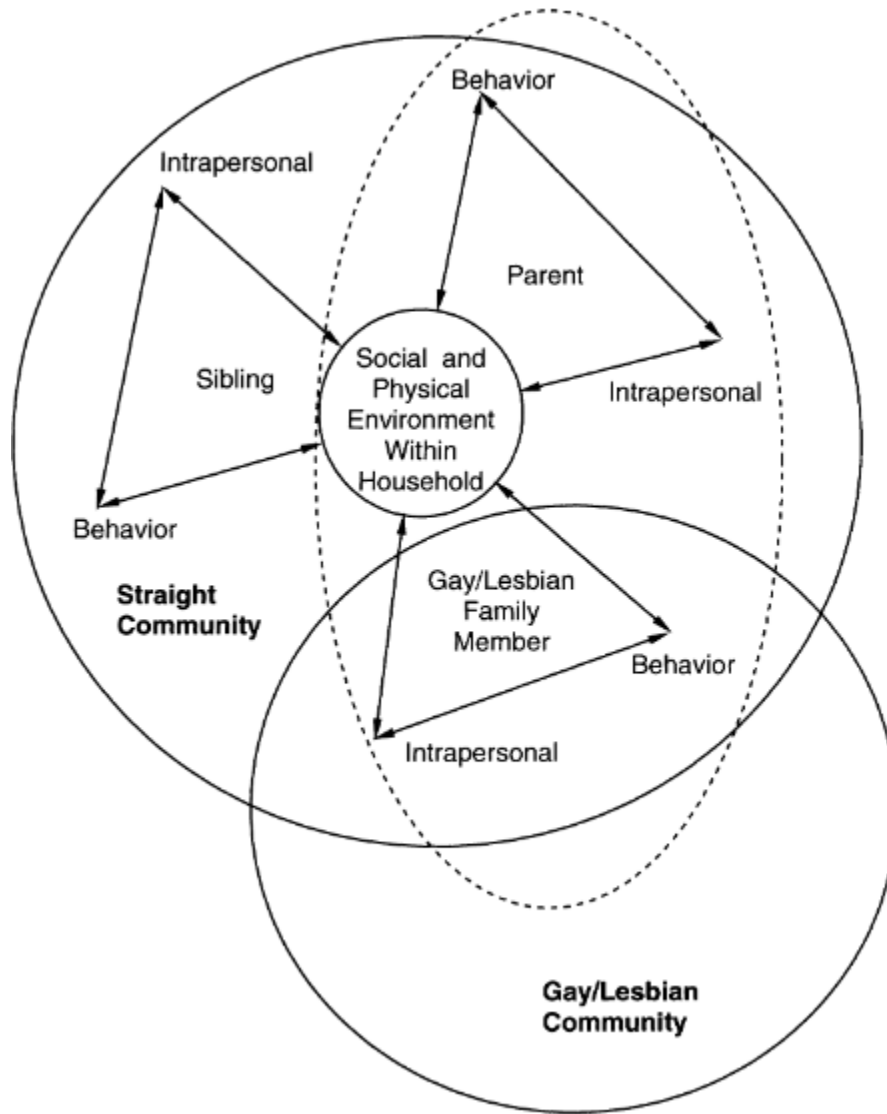 Behavior
Intrapersonal
Parent
Sibling
Social and
Physical
Environment
Within
Household
Intrapersonal
Behavior
Straight
Community
Gay/Lesbian
Family
Member
Behavior
Intrapersonal
Gay/Lesbian
Community